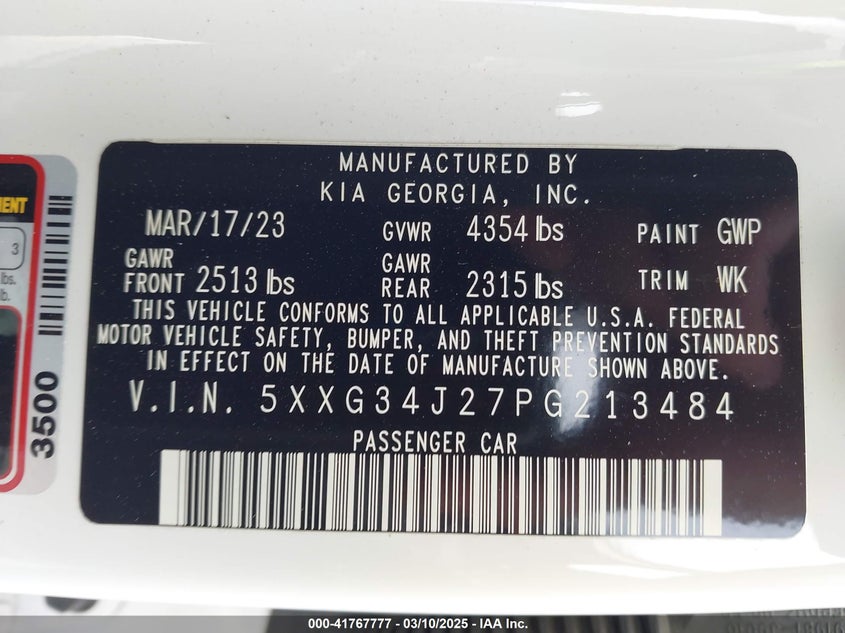 MANUFACTURED BY
KIA GEORGIA, INC.
MAR/17/23 GVWR 4354 lbs PAINT GWP
GAWR FRONT 2513 lbs GAWR REAR 2315 lbs TRIM WK
THIS VEHICLE CONFORMS TO ALL APPLICABLE U.S.A. FEDERAL
MOTOR VEHICLE SAFETY, BUMPER, AND THEFT PREVENTION STANDARDS
IN EFFECT ON THE DATE OF MANUFACTURE SHOWN ABOVE.
V.I.N. 5XXG34J27PG213484
PASSENGER CAR
3
lbs.
lb.
3500
000-41767777 - 03/10/2025 - IAA Inc.